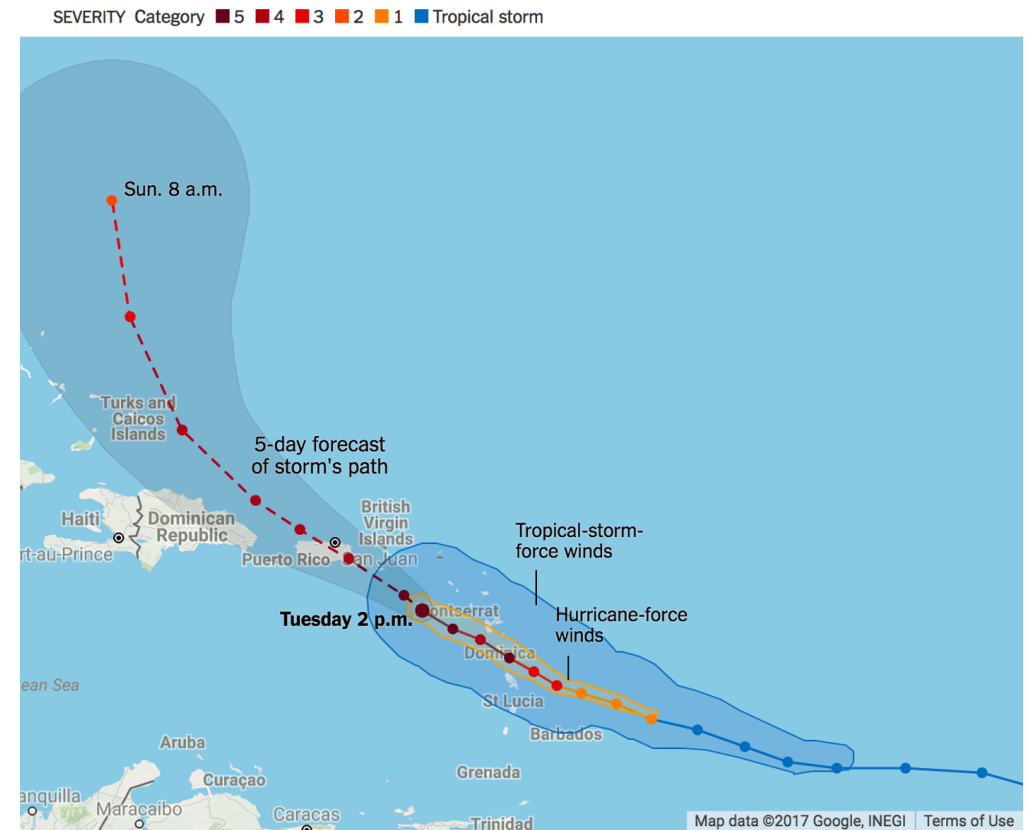 SEVERITY Category 5 4 3 2 1 Tropical storm
Sun. 8 a.m.
Turks and
Caicos
Islands
5-day forecast
of storm's path
British
Virgin
Islands
Haiti
Dominican
Republic
rt-au-Prince
Puerto Rico
San Juan
Tropical-storm-
force winds
Tuesday 2 p.m.
ontserrat
Hurricane-force
winds
Dominica
ean Sea
St Lucia
Barbados
Aruba
Curaçao
Grenada
anquilla
Maracaibo
Caracas
Trinidad
Map data ©2017 Google, INEGI
Terms of Use